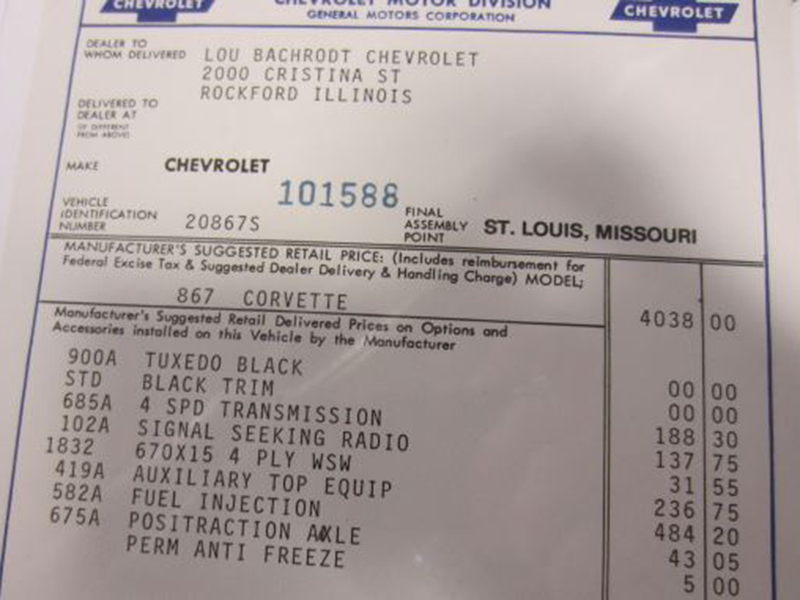 CHEVROLET CHEVROLET MOTOR DIVISION CHEVROLET
GENERAL MOTORS CORPORATION
DEALER TO
WHOM DELIVERED LOU BACHRODT CHEVROLET
2000 CRISTINA ST
ROCKFORD ILLINOIS
DELIVERED TO
DEALER AT
(IF DIFFERENT
FROM ABOVE)
MAKE CHEVROLET
101588
VEHICLE
IDENTIFICATION
NUMBER 20867S
FINAL
ASSEMBLY
POINT ST. LOUIS, MISSOURI
MANUFACTURER'S SUGGESTED RETAIL PRICE: (Includes reimbursement for
Federal Excise Tax & Suggested Dealer Delivery & Handling Charge) MODEL;
867 CORVETTE 4038 00
Manufacturer's Suggested Retail Delivered Prices on Options and
Accessories installed on this Vehicle by the Manufacturer
900A TUXEDO BLACK 00 00
STD BLACK TRIM 00 00
685A 4 SPD TRANSMISSION 188 30
102A SIGNAL SEEKING RADIO 137 75
1832 670X15 4 PLY WSW 31 55
419A AUXILIARY TOP EQUIP 236 75
582A FUEL INJECTION 484 20
675A POSITRACTION AXLE 43 05
PERM ANTI FREEZE 5 00